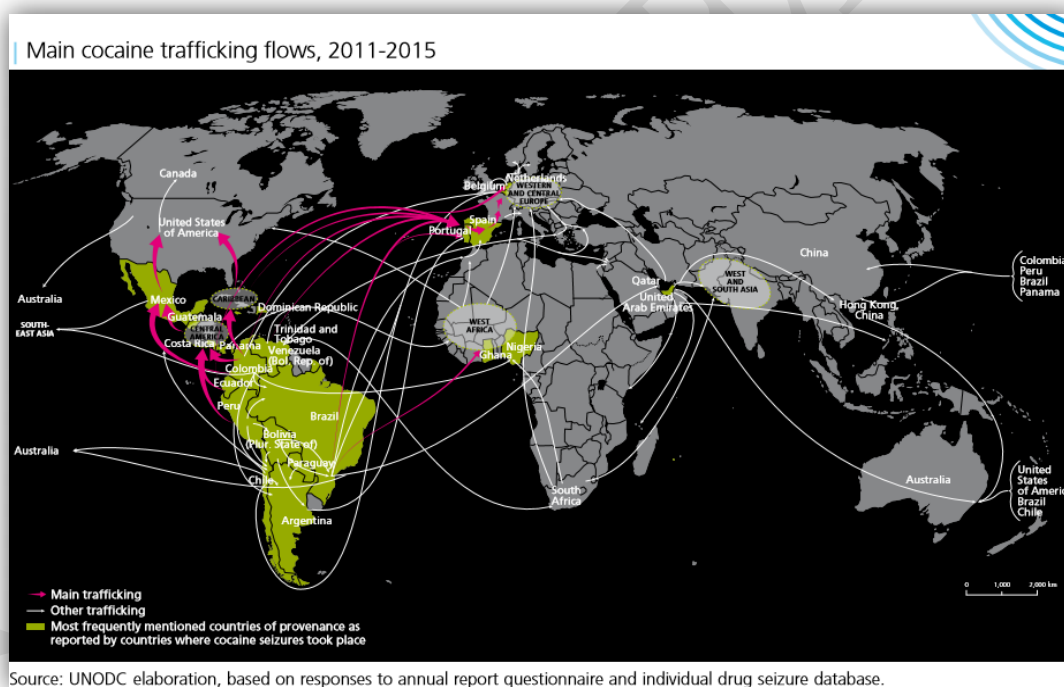 Main cocaine trafficking flows, 2011-2015
Canada
United States
of America
Australia
SOUTH-
EAST ASIA
Mexico
Guatemala
CARIBBEAN
Dominican Republic
CENTRAL
AMERICA
Costa Rica
Panama
Trinidad and
Tobago
Venezuela
(Bol. Rep. of)
Colombia
Ecuador
Peru
Brazil
Bolivia
(Plur. State of)
Paraguay
Australia
Chile
Argentina
Netherlands
Belgium
WESTERN
AND CENTRAL
EUROPE
Spain
Portugal
WEST
AFRICA
Ghana
Nigeria
South
Africa
Qatar
United
Arab Emirates
WEST
AND
SOUTH ASIA
China
Hong Kong,
China
Colombia
Peru
Brazil
Panama
Australia
United
States
of America
Brazil
Chile
0 1,000 2,000 km
Main trafficking
Other trafficking
Most frequently mentioned countries of provenance as
reported by countries where cocaine seizures took place
Source: UNODC elaboration, based on responses to annual report questionnaire and individual drug seizure database.